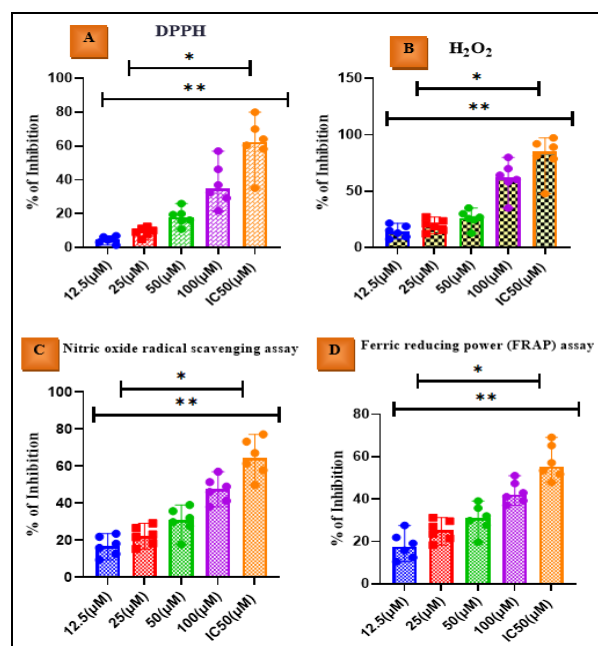 A
DPPH
*
**
% of Inhibition
100
80
60
40
20
0
12.5(µM)
25(µM)
50(µM)
100(µM)
IC50(µM)
B
H₂O₂
*
**
% of Inhibition
150
100
50
0
12.5(µM)
25(µM)
50(µM)
100(µM)
IC50(µM)
C
Nitric oxide radical scavenging assay
*
**
% of Inhibition
100
80
60
40
20
0
12.5(µM)
25(µM)
50(µM)
100(µM)
IC50(µM)
D
Ferric reducing power (FRAP) assay
*
**
% of Inhibition
80
60
40
20
0
12.5(µM)
25(µM)
50(µM)
100(µM)
IC50(µM)